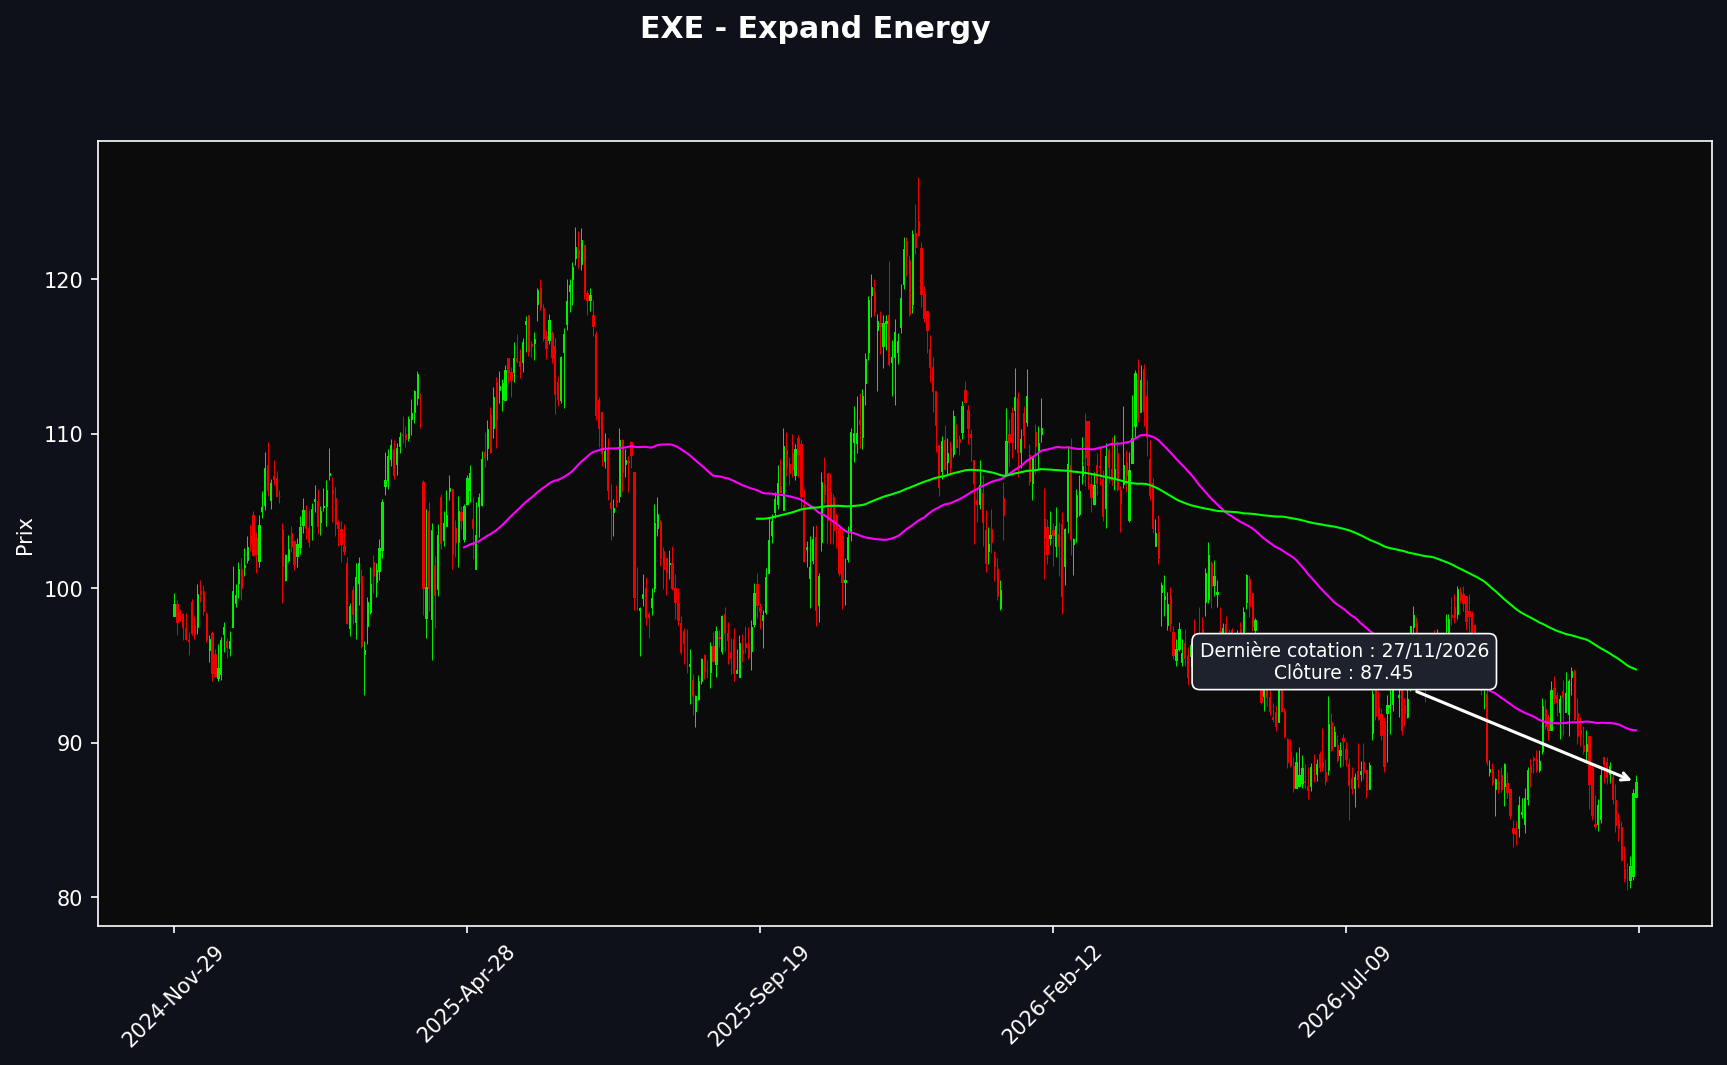 EXE - Expand Energy
Prix
120
110
100
90
80
Dernière cotation : 27/11/2026
Clôture : 87.45
2024-Nov-29
2025-Apr-28
2025-Sep-19
2026-Feb-12
2026-Jul-09